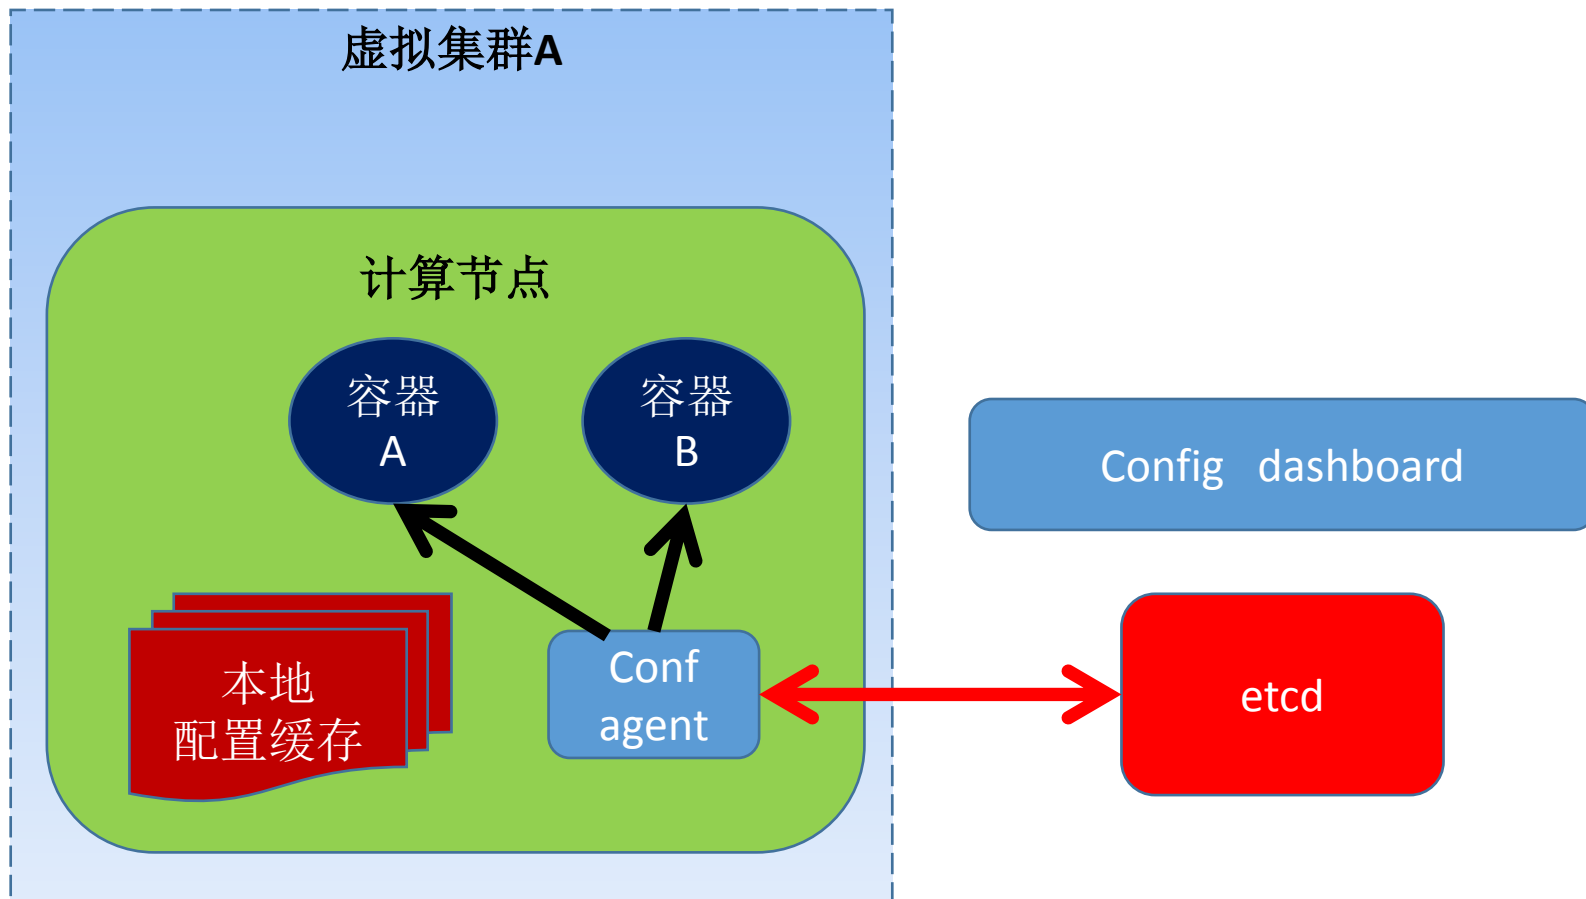 虚拟集群A
计算节点
容器
A
容器
B
Config dashboard
本地
配置缓存
Conf
agent
etcd